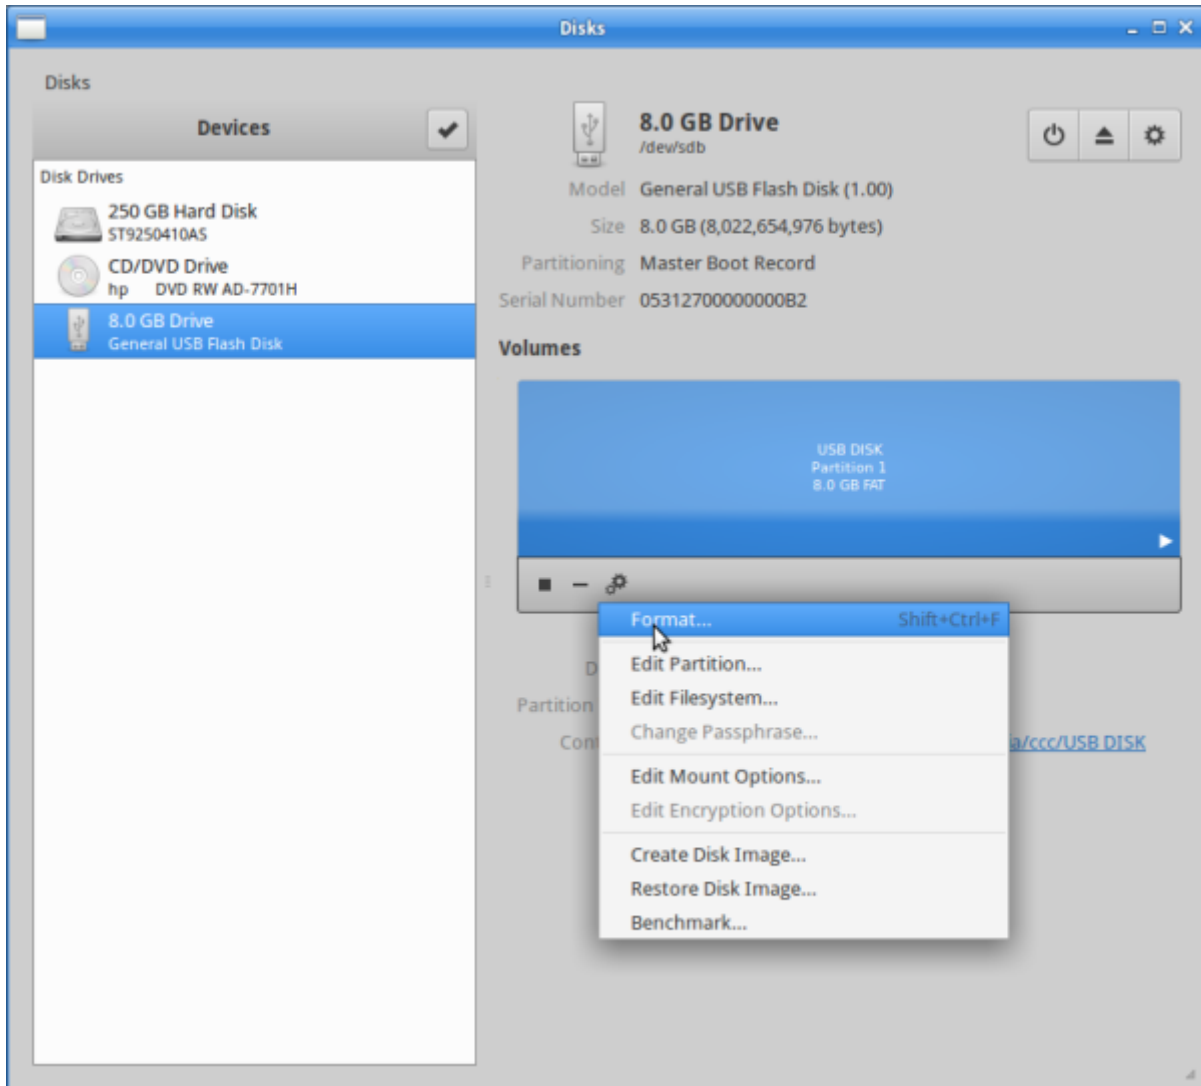 Disks
Disks
Devices
Disk Drives
250 GB Hard Disk
ST9250410AS
CD/DVD Drive
hp DVD RW AD-7701H
8.0 GB Drive
General USB Flash Disk
8.0 GB Drive
/dev/sdb
Model General USB Flash Disk (1.00)
Size 8.0 GB (8,022,654,976 bytes)
Partitioning Master Boot Record
Serial Number 05312700000000B2
Volumes
USB DISK
Partition 1
8.0 GB FAT
Format... Shift+Ctrl+F
Edit Partition...
Partition
Edit Filesystem...
Change Passphrase...
Cont
a/ccc/USB DISK
Edit Mount Options...
Edit Encryption Options...
Create Disk Image...
Restore Disk Image...
Benchmark...